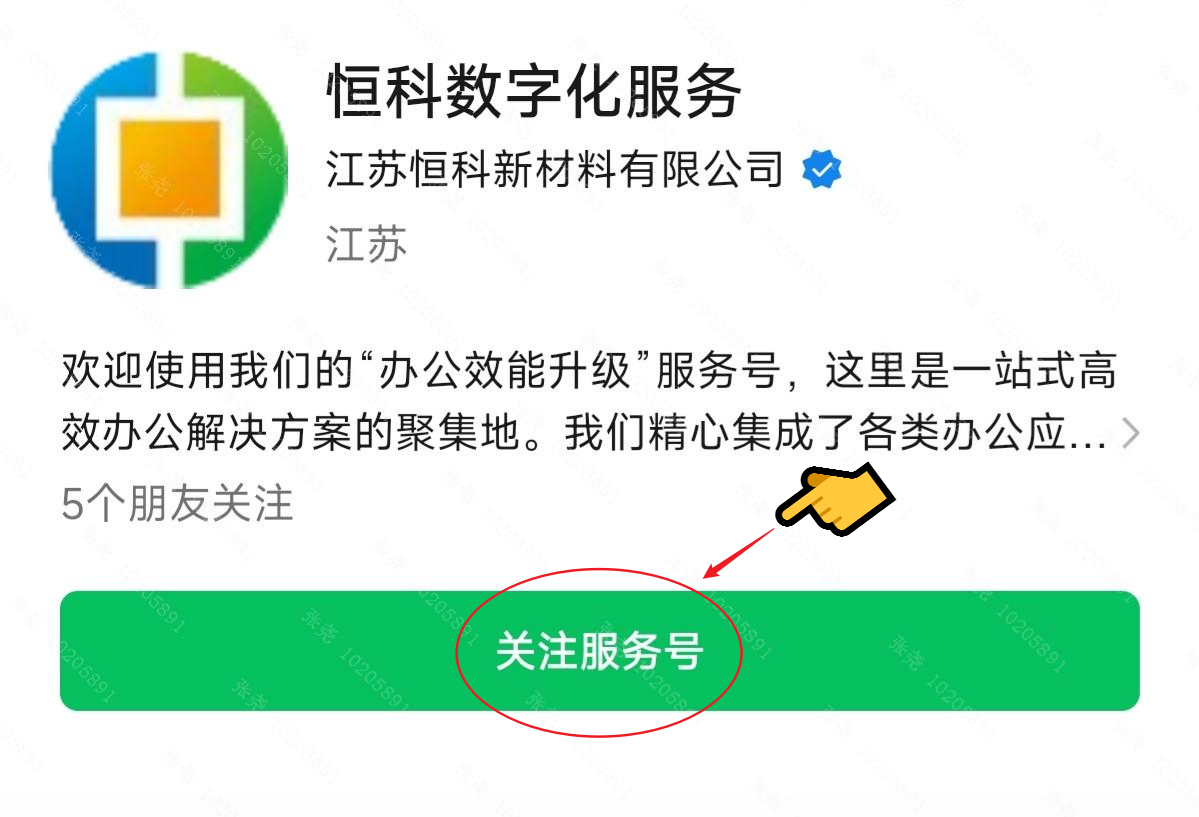 恒科数字化服务
江苏恒科新材料有限公司
江苏
欢迎使用我们的“办公效能升级”服务号，这里是一站式高
效办公解决方案的聚集地。我们精心集成了各类办公应...
5个朋友关注
关注服务号
张尧 10205891